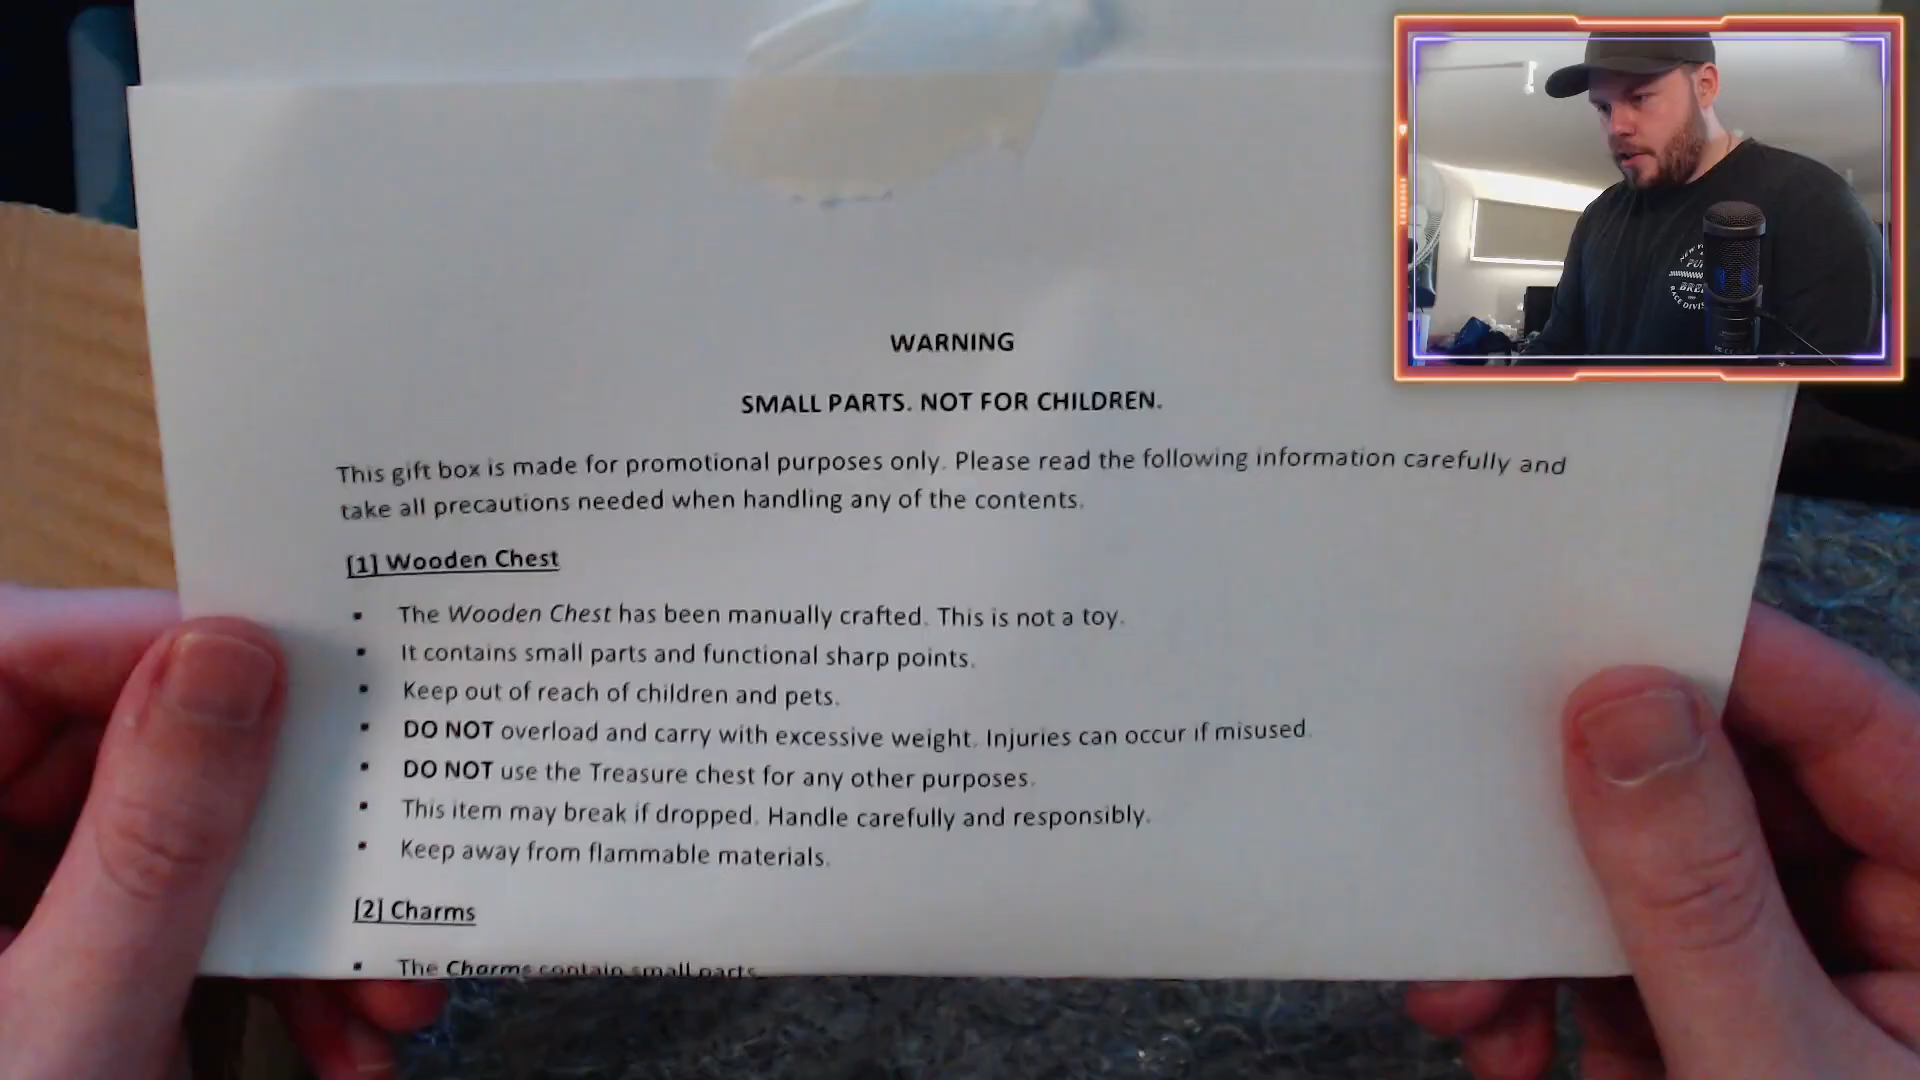 WARNING
SMALL PARTS. NOT FOR CHILDREN.
This gift box is made for promotional purposes only. Please read the following information carefully and
take all precautions needed when handling any of the contents.
[1] Wooden Chest
▪ The Wooden Chest has been manually crafted. This is not a toy.
▪ It contains small parts and functional sharp points.
▪ Keep out of reach of children and pets.
▪ DO NOT overload and carry with excessive weight. Injuries can occur if misused.
▪ DO NOT use the Treasure chest for any other purposes.
▪ This item may break if dropped. Handle carefully and responsibly.
▪ Keep away from flammable materials.
[2] Charms
▪ The Charms contain small parts.